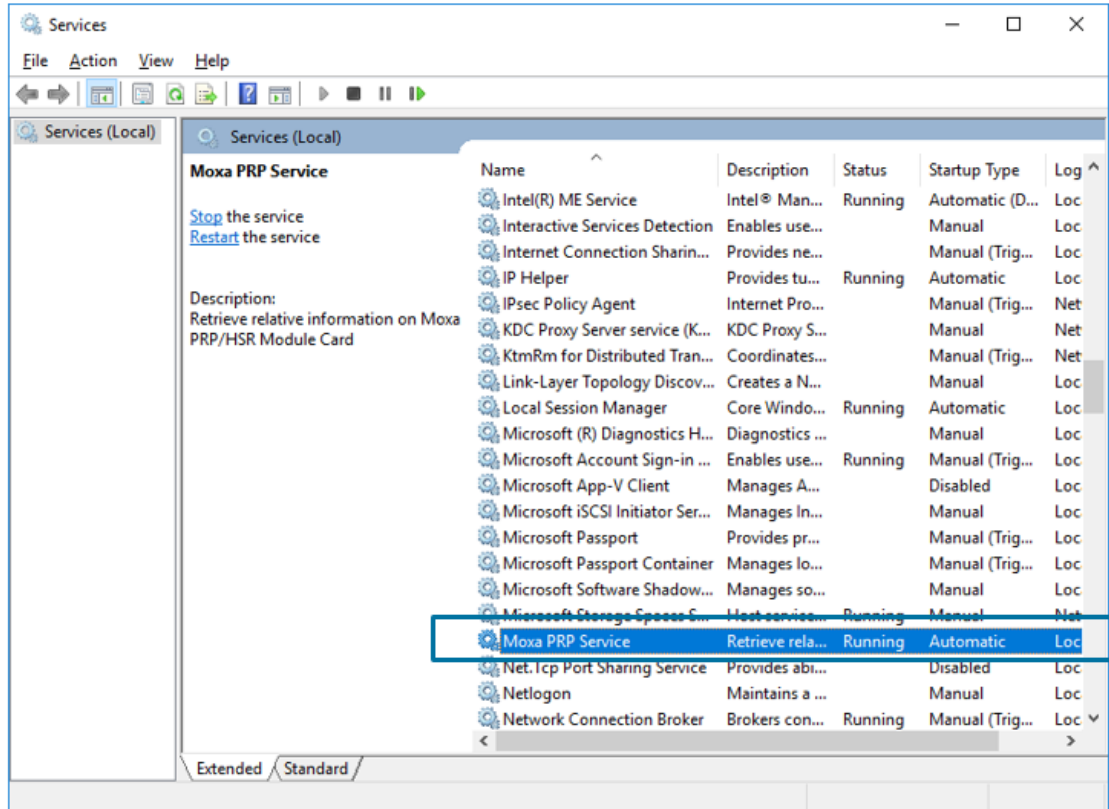 Services
File Action View Help
Services (Local)
Services (Local)
Moxa PRP Service
Stop the service
Restart the service
Description:
Retrieve relative information on Moxa
PRP/HSR Module Card
Name Description Status Startup Type Log
Intel(R) ME Service Intel® Man... Running Automatic (D... Loc
Interactive Services Detection Enables use... Manual Loc
Internet Connection Sharin... Provides ne... Manual (Trig... Loc
IP Helper Provides tu... Running Automatic Loc
IPsec Policy Agent Internet Pro... Manual (Trig... Net
KDC Proxy Server service (K... KDC Proxy S... Manual Net
KtmRm for Distributed Tran... Coordinates... Manual (Trig... Net
Link-Layer Topology Discov... Creates a N... Manual Loc
Local Session Manager Core Windo... Running Automatic Loc
Microsoft (R) Diagnostics H... Diagnostics ... Manual Loc
Microsoft Account Sign-in ... Enables use... Running Manual (Trig... Loc
Microsoft App-V Client Manages A... Disabled Loc
Microsoft iSCSI Initiator Ser... Manages In... Manual Loc
Microsoft Passport Provides pr... Manual (Trig... Loc
Microsoft Passport Container Manages lo... Manual (Trig... Loc
Microsoft Software Shadow... Manages so... Manual Loc
Microsoft Storage Spaces S... Host service... Running Manual Net
Moxa PRP Service Retrieve rela... Running Automatic Loc
Net.Tcp Port Sharing Service Provides abi... Disabled Loc
Netlogon Maintains a ... Manual Loc
Network Connection Broker Brokers con... Running Manual (Trig... Loc
Extended Standard